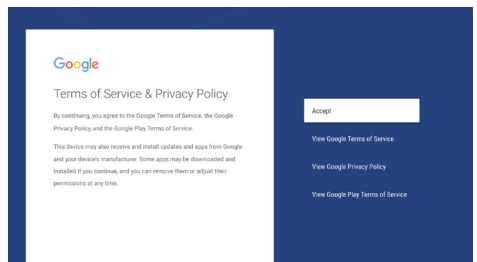 Google
Terms of Service & Privacy Policy
By continuing, you agree to the Google Terms of Service, the Google
Privacy Policy, and the Google Play Terms of Service.
This device may also receive and install updates and apps from Google
and your device's manufacturer. Some apps may be downloaded and
installed if you continue, and you can remove them or adjust their
permissions at any time.
Accept
View Google Terms of Service
View Google Privacy Policy
View Google Play Terms of Service